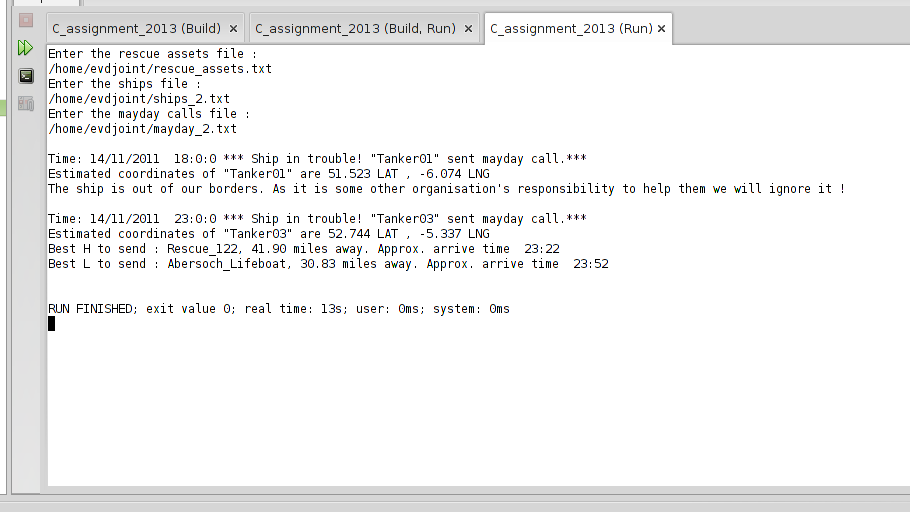 C_assignment_2013 (Build) × C_assignment_2013 (Build, Run) × C_assignment_2013 (Run) ×
Enter the rescue assets file :
/home/evdjoint/rescue_assets.txt
Enter the ships file :
/home/evdjoint/ships_2.txt
Enter the mayday calls file :
/home/evdjoint/mayday_2.txt
Time: 14/11/2011  18:0:0 *** Ship in trouble! "Tanker01" sent mayday call.***
Estimated coordinates of "Tanker01" are 51.523 LAT , -6.074 LNG
The ship is out of our borders. As it is some other organisation's responsibility to help them we will ignore it !
Time: 14/11/2011  23:0:0 *** Ship in trouble! "Tanker03" sent mayday call.***
Estimated coordinates of "Tanker03" are 52.744 LAT , -5.337 LNG
Best H to send : Rescue_122, 41.90 miles away. Approx. arrive time  23:22
Best L to send : Abersoch_Lifeboat, 30.83 miles away. Approx. arrive time  23:52
RUN FINISHED; exit value 0; real time: 13s; user: 0ms; system: 0ms